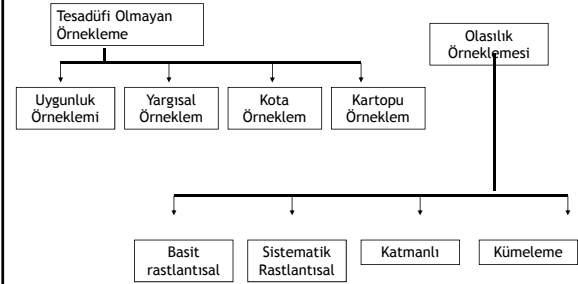 Tesadüfi Olmayan
Örnekleme
Olasılık
Örneklemesi
Uygunluk
Örneklemi
Yargısal
Örneklem
Kota
Örneklem
Kartopu
Örneklem
Basit
rastlantısal
Sistematik
Rastlantısal
Katmanlı
Kümeleme